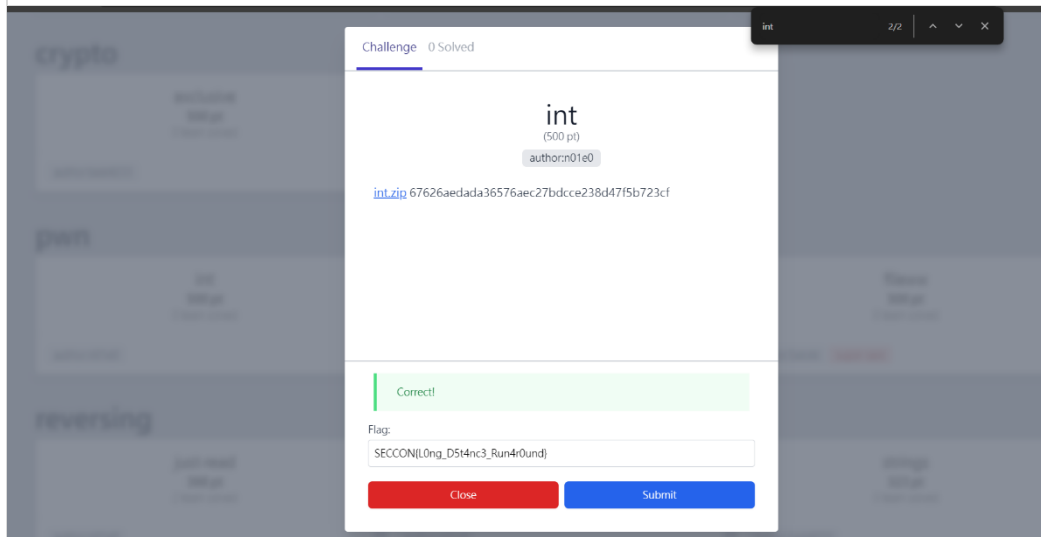 int 2/2
Challenge 0 Solved
crypto
int
(500 pt)
author:n01e0
int.zip 67626aedada36576aec27bdcce238d47f5b723cf
pwn
Correct!
reversing
Flag:
SECCON{L0ng_D5t4nc3_Run4r0und}
Close Submit